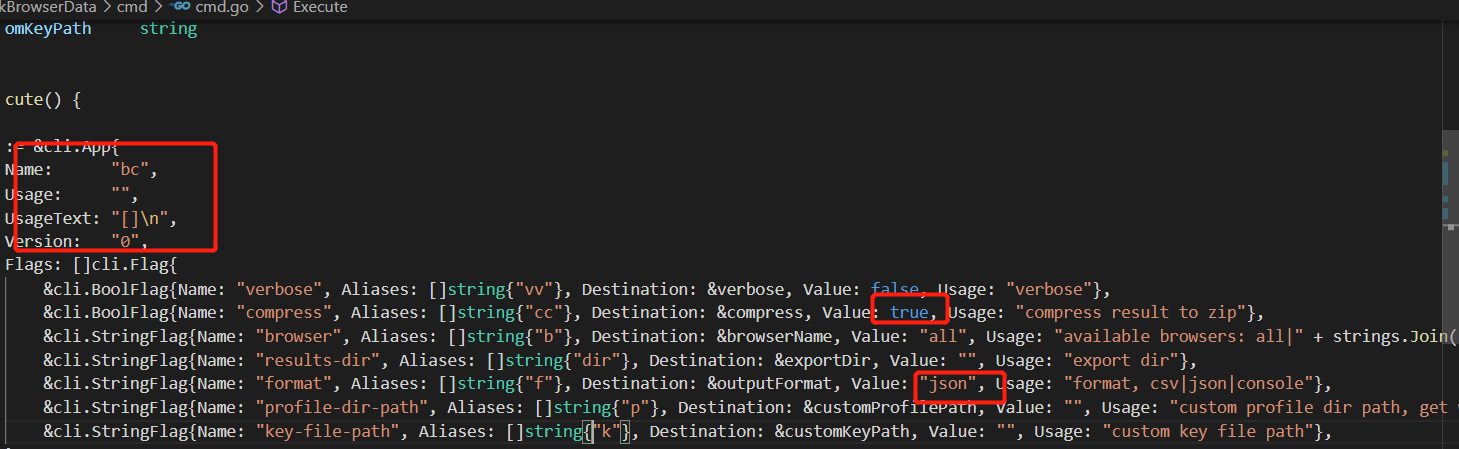 kBrowserData > cmd > GO cmd.go > Execute
omKeyPath string
cute() {
:= &cli.App{
Name: "bc",
Usage: "",
UsageText: "[]\n",
Version: "0",
Flags: []cli.Flag{
&cli.BoolFlag{Name: "verbose", Aliases: []string{"vv"}, Destination: &verbose, Value: false, Usage: "verbose"},
&cli.BoolFlag{Name: "compress", Aliases: []string{"cc"}, Destination: &compress, Value: true, Usage: "compress result to zip"},
&cli.StringFlag{Name: "browser", Aliases: []string{"b"}, Destination: &browserName, Value: "all", Usage: "available browsers: all|" + strings.Join(
&cli.StringFlag{Name: "results-dir", Aliases: []string{"dir"}, Destination: &exportDir, Value: "", Usage: "export dir"},
&cli.StringFlag{Name: "format", Aliases: []string{"f"}, Destination: &outputFormat, Value: "json", Usage: "format, csv|json|console"},
&cli.StringFlag{Name: "profile-dir-path", Aliases: []string{"p"}, Destination: &customProfilePath, Value: "", Usage: "custom profile dir path, get
&cli.StringFlag{Name: "key-file-path", Aliases: []string{"k"}, Destination: &customKeyPath, Value: "", Usage: "custom key file path"},